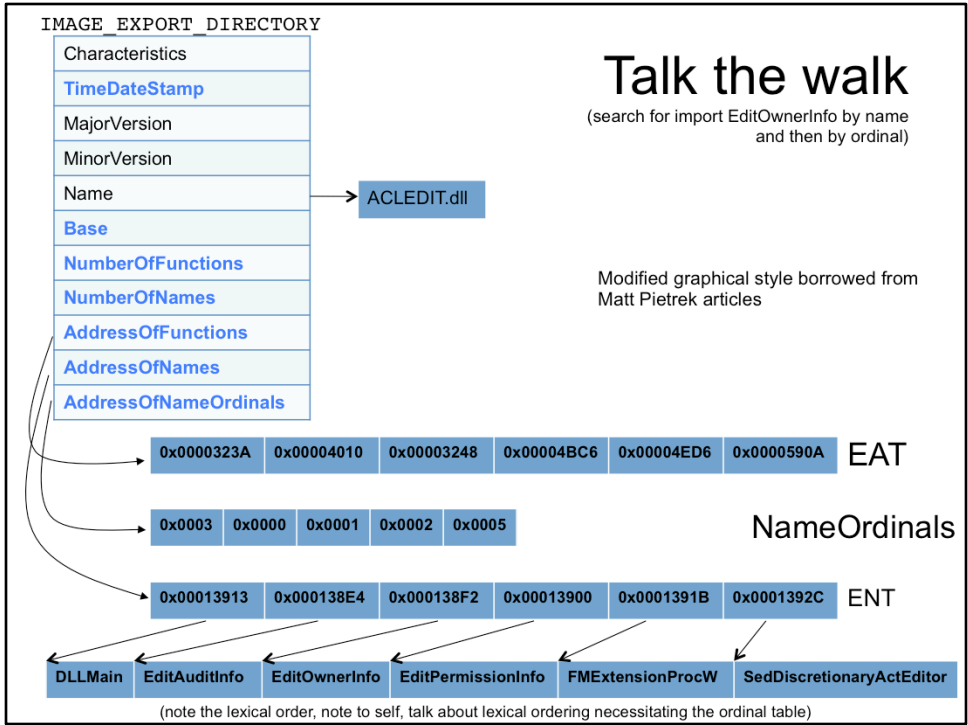 IMAGE_EXPORT_DIRECTORY
Characteristics
TimeDateStamp
MajorVersion
MinorVersion
Name
Base
NumberOfFunctions
NumberOfNames
AddressOfFunctions
AddressOfNames
AddressOfNameOrdinals
ACLEDIT.dll
Talk the walk
(search for import EditOwnerInfo by name
and then by ordinal)
Modified graphical style borrowed from
Matt Pietrek articles
0x0000323A 0x00004010 0x00003248 0x00004BC6 0x00004ED6 0x0000590A EAT
0x0003 0x0000 0x0001 0x0002 0x0005 NameOrdinals
0x00013913 0x000138E4 0x000138F2 0x00013900 0x0001391B 0x0001392C ENT
DLLMain EditAuditInfo EditOwnerInfo EditPermissionInfo FMExtensionProcW SedDiscretionaryActEditor
(note the lexical order, note to self, talk about lexical ordering necessitating the ordinal table)